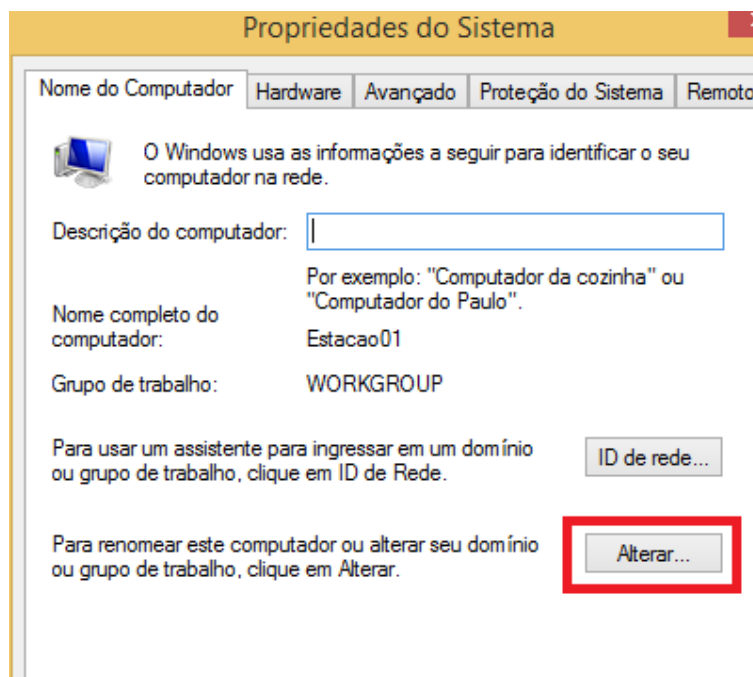 Propriedades do Sistema
Nome do Computador Hardware Avançado Proteção do Sistema Remoto
O Windows usa as informações a seguir para identificar o seu
computador na rede.
Descrição do computador:
Por exemplo: "Computador da cozinha" ou
"Computador do Paulo".
Nome completo do
computador: Estacao01
Grupo de trabalho: WORKGROUP
Para usar um assistente para ingressar em um domínio
ou grupo de trabalho, clique em ID de Rede.
ID de rede...
Para renomear este computador ou alterar seu domínio
ou grupo de trabalho, clique em Alterar.
Alterar...